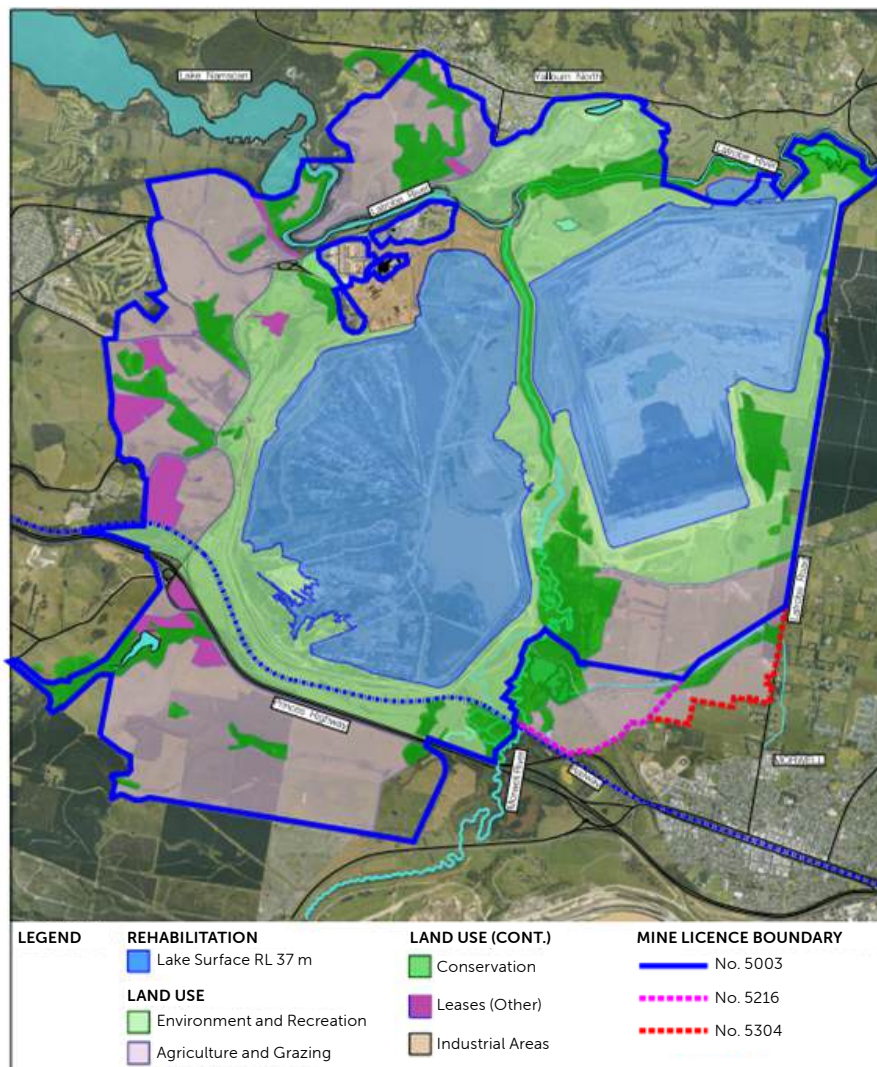 Lake Narracan
Yallourn North
Latrobe River
Latrobe River
Latrobe Road
Princes Highway
Morwell River
Railway
MORWELL
LEGEND
REHABILITATION
Lake Surface RL 37 m
LAND USE
Environment and Recreation
Agriculture and Grazing
LAND USE (CONT.)
Conservation
Leases (Other)
Industrial Areas
MINE LICENCE BOUNDARY
No. 5003
No. 5216
No. 5304